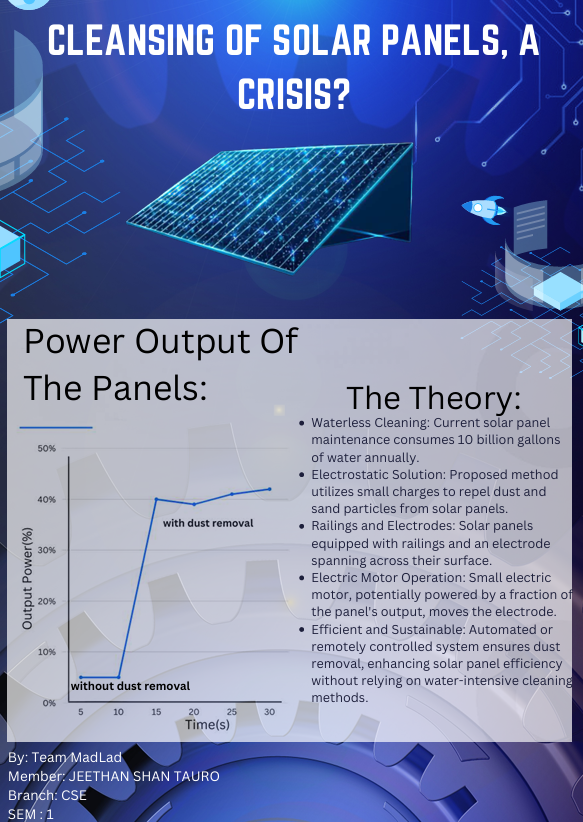 CLEANSING OF SOLAR PANELS, A
CRISIS?
Power Output Of
The Panels:
50%
40%
30%
20%
10%
0%
Output Power(%)
with dust removal
without dust removal
5 10 15 20 25 30
Time(s)
The Theory:
• Waterless Cleaning: Current solar panel
maintenance consumes 10 billion gallons
of water annually.
• Electrostatic Solution: Proposed method
utilizes small charges to repel dust and
sand particles from solar panels.
• Railings and Electrodes: Solar panels
equipped with railings and an electrode
spanning across their surface.
• Electric Motor Operation: Small electric
motor, potentially powered by a fraction of
the panel's output, moves the electrode.
• Efficient and Sustainable: Automated or
remotely controlled system ensures dust
removal, enhancing solar panel efficiency
without relying on water-intensive cleaning
methods.
By: Team MadLad
Member: JEETHAN SHAN TAURO
Branch: CSE
SEM : 1